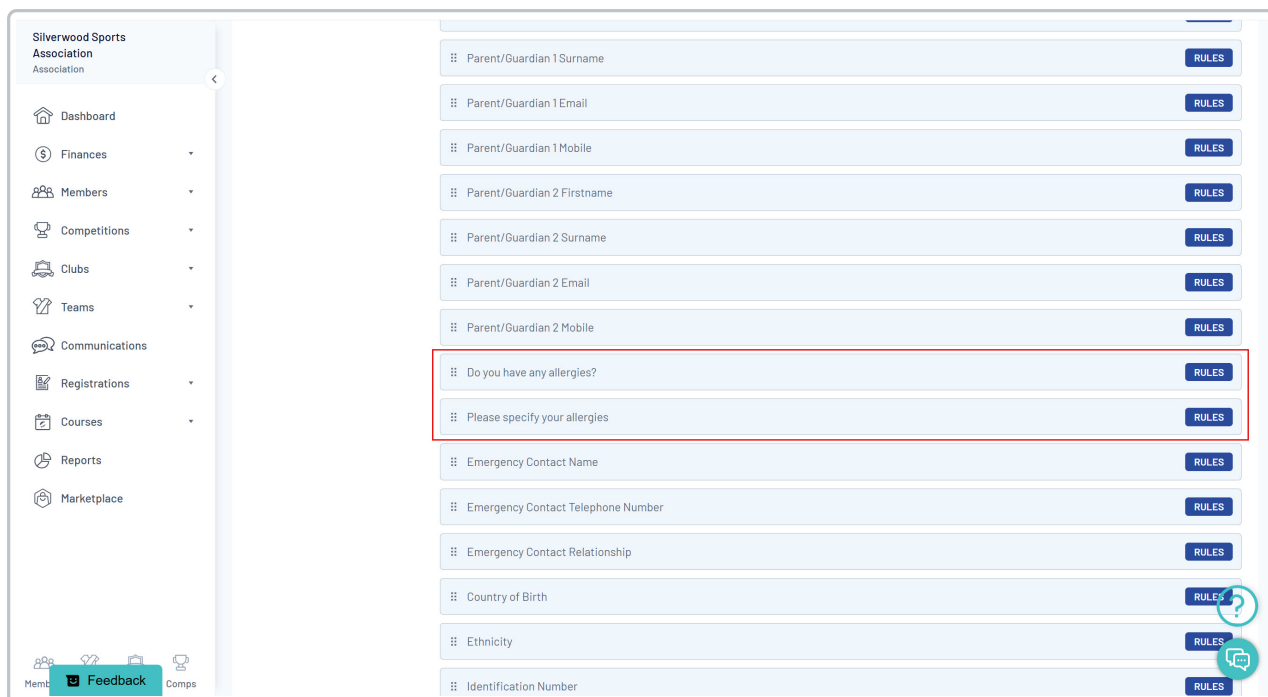 Silverwood Sports
Association
Association
Dashboard
Finances
Members
Competitions
Clubs
Teams
Communications
Registrations
Courses
Reports
Marketplace
Feedback
Comps
Parent/Guardian 1 Surname RULES
Parent/Guardian 1 Email RULES
Parent/Guardian 1 Mobile RULES
Parent/Guardian 2 Firstname RULES
Parent/Guardian 2 Surname RULES
Parent/Guardian 2 Email RULES
Parent/Guardian 2 Mobile RULES
Do you have any allergies? RULES
Please specify your allergies RULES
Emergency Contact Name RULES
Emergency Contact Telephone Number RULES
Emergency Contact Relationship RULES
Country of Birth RULES
Ethnicity RULES
Identification Number RULES